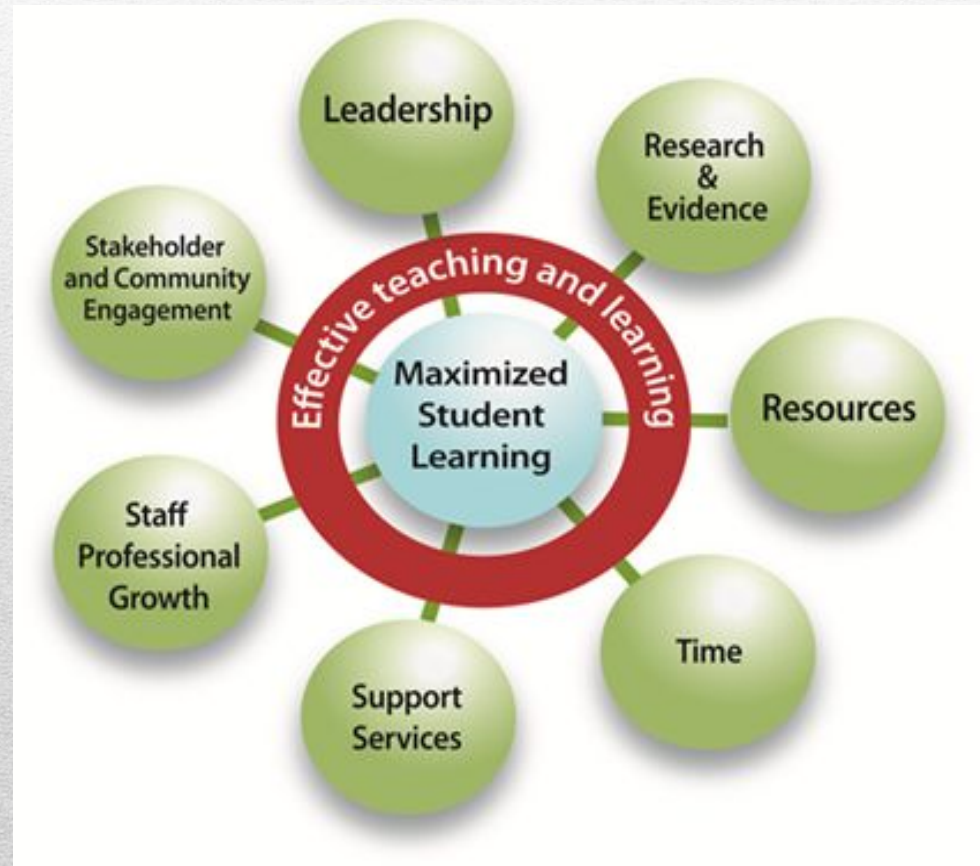 Leadership
Research
&
Evidence
Stakeholder
and Community
Engagement
Effective teaching and learning
Maximized
Student
Learning
Resources
Staff
Professional
Growth
Time
Support
Services